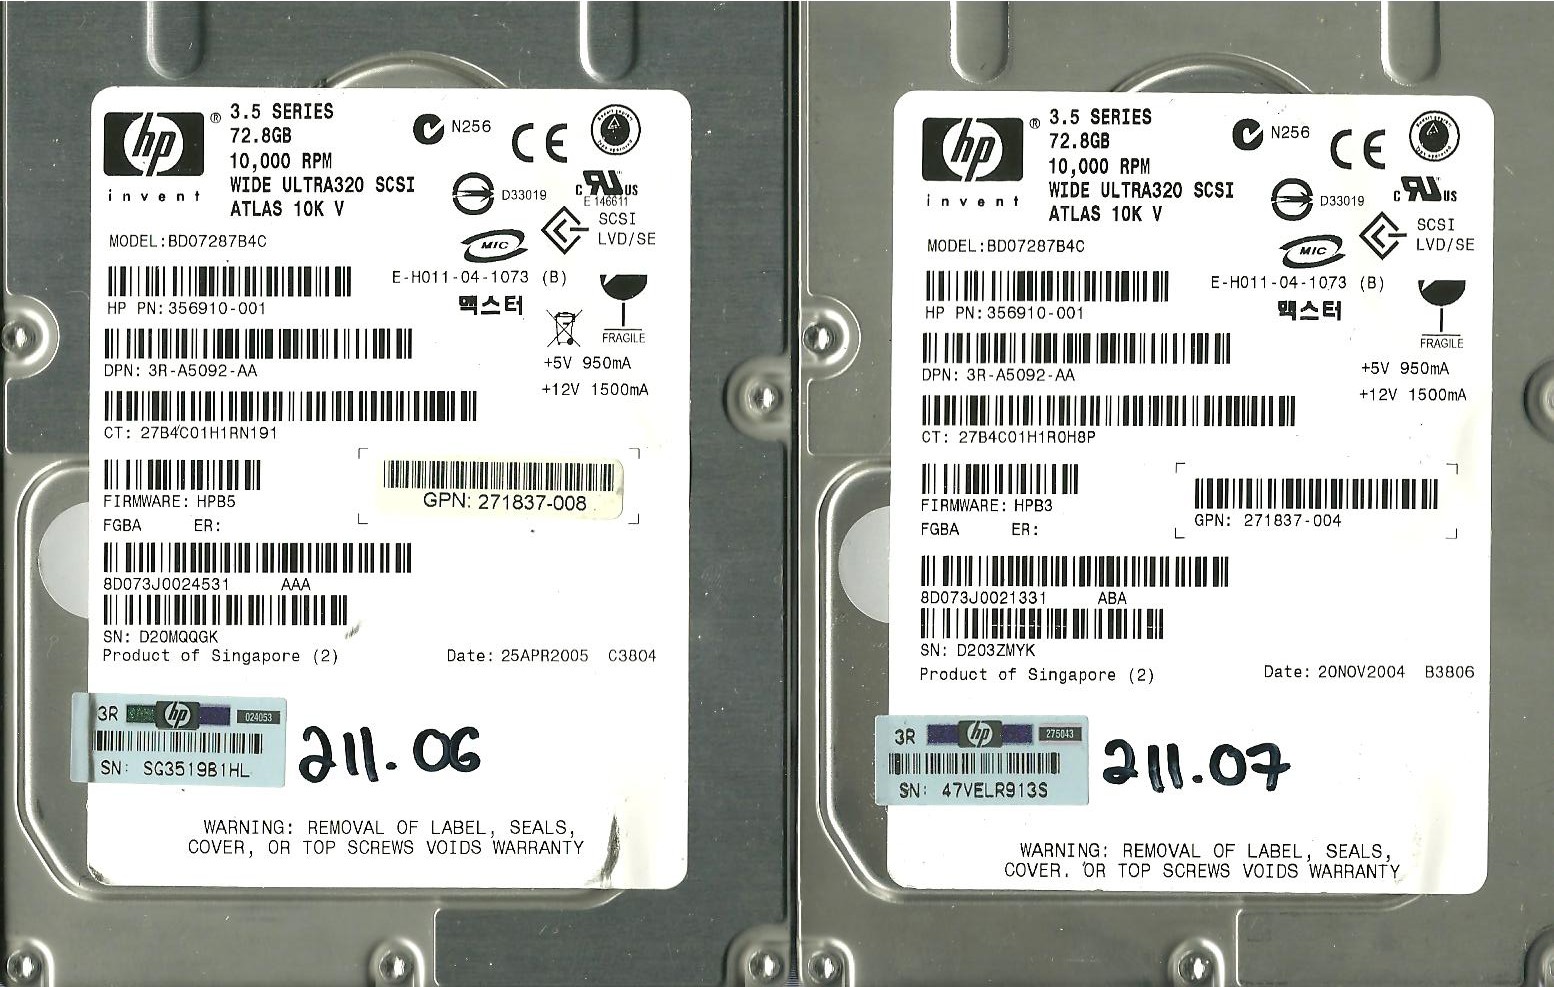 hp
®
invent
3.5 SERIES
72.8GB
10,000 RPM
WIDE ULTRA320 SCSI
ATLAS 10K V
N256
CE
D33019
c RU US
E146611
SCSI
LVD/SE
MIC
MODEL:BD07287B4C
E-H011-04-1073 (B)
맥스터
HP PN:356910-001
FRAGILE
DPN: 3R-A5092-AA
+5V 950mA
+12V 1500mA
CT: 27B4C01H1RN191
FIRMWARE: HPB5
GPN: 271837-008
FGBA ER:
8D073J0024531 AAA
SN: D20MQQGK
Product of Singapore (2) Date: 25APR2005 C3804
3R hp 024053
SN: SG3519B1HL
211.06
WARNING: REMOVAL OF LABEL, SEALS,
COVER, OR TOP SCREWS VOIDS WARRANTY
hp
®
invent
3.5 SERIES
72.8GB
10,000 RPM
WIDE ULTRA320 SCSI
ATLAS 10K V
N256
CE
D33019
c RU US
SCSI
LVD/SE
MIC
MODEL:BD07287B4C
E-H011-04-1073 (B)
맥스터
HP PN:356910-001
FRAGILE
DPN: 3R-A5092-AA
+5V 950mA
+12V 1500mA
CT: 27B4C01H1R0H8P
FIRMWARE: HPB3
GPN: 271837-004
FGBA ER:
8D073J0021331 ABA
SN: D203ZMYK
Product of Singapore (2) Date: 20NOV2004 B3806
3R hp 275043
SN: 47VELR913S
211.07
WARNING: REMOVAL OF LABEL, SEALS,
COVER. OR TOP SCREWS VOIDS WARRANTY